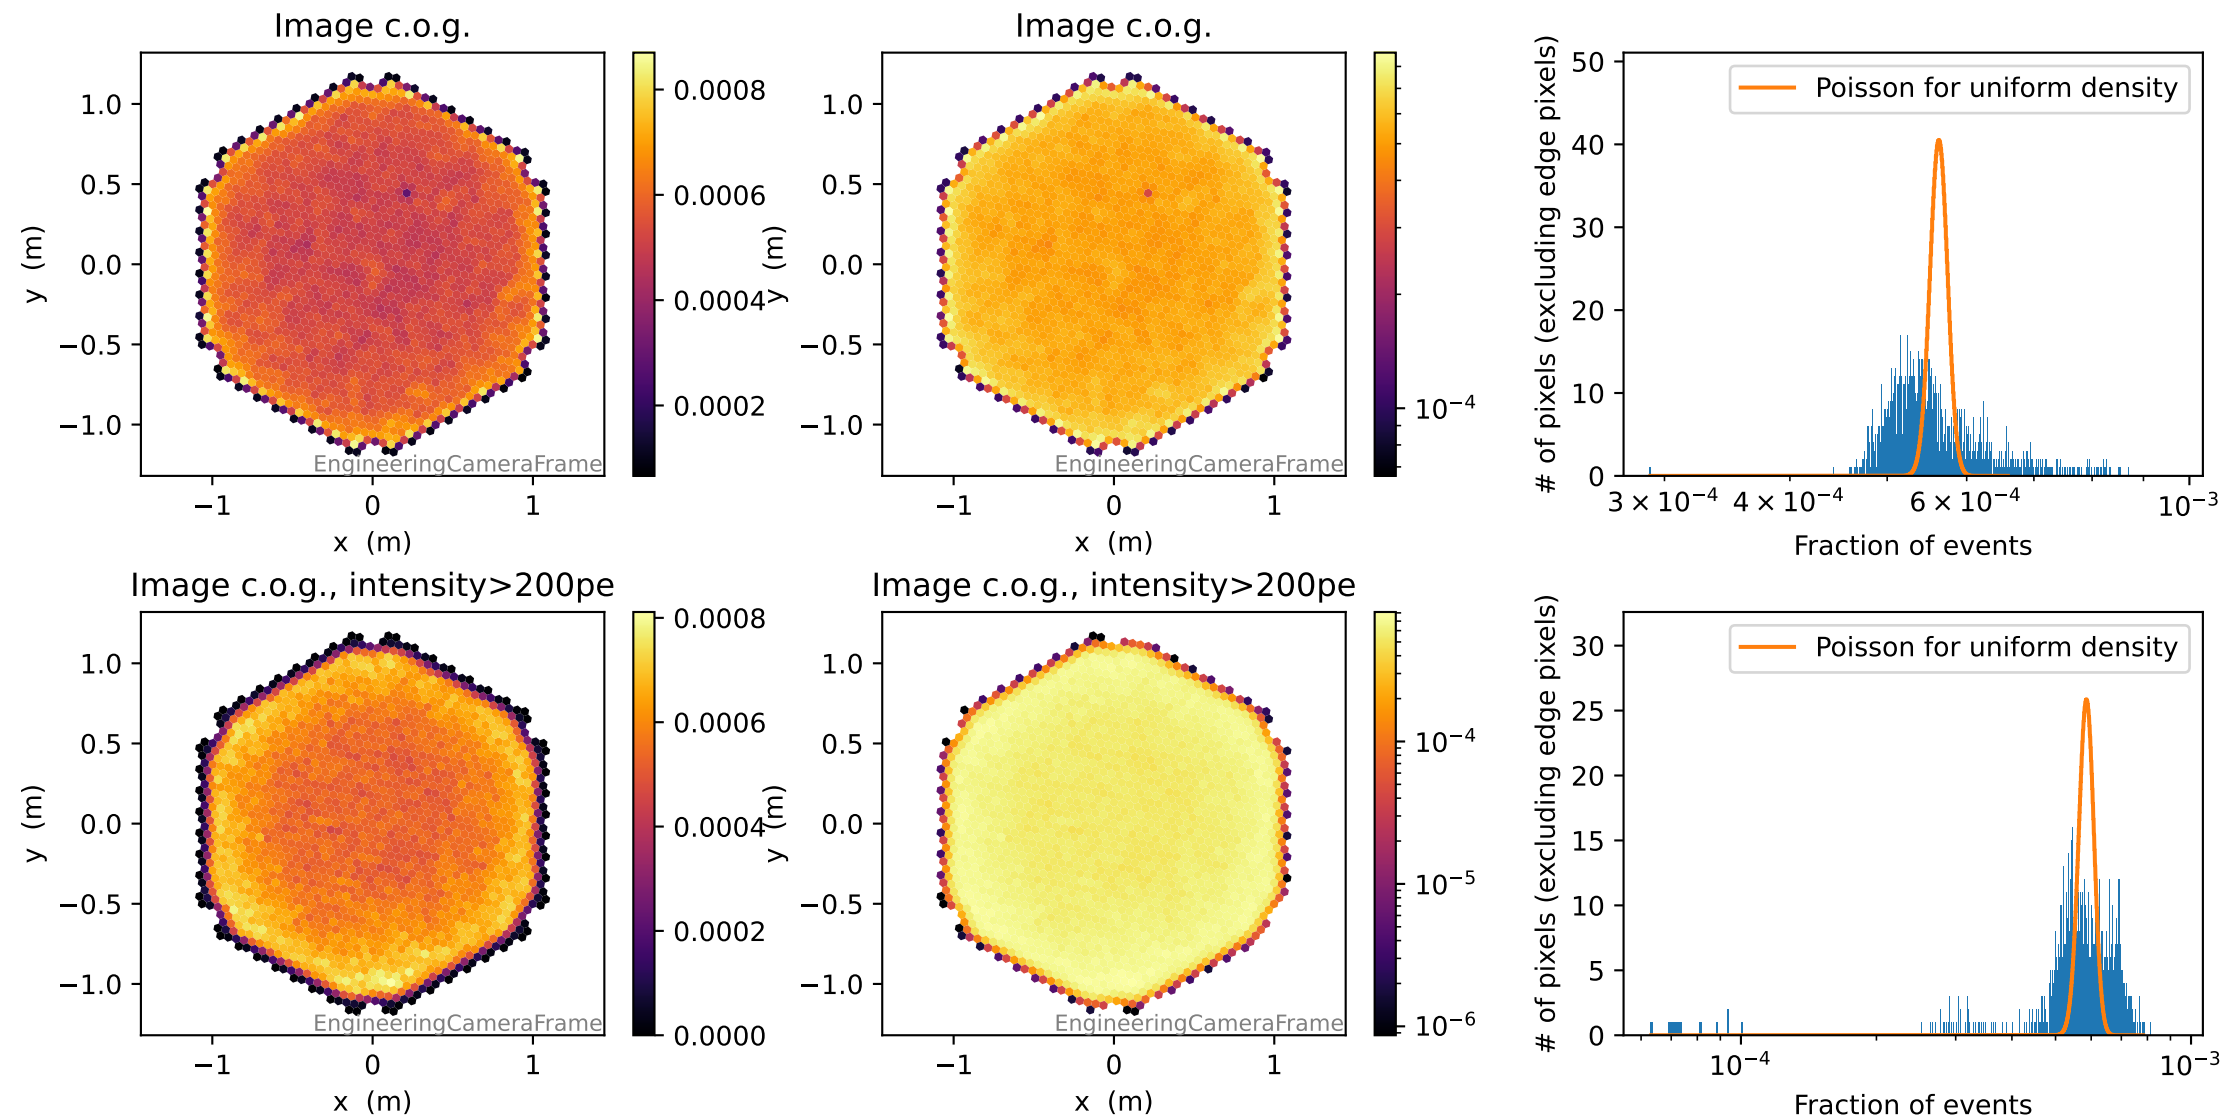 Image c.o.g.
1.0
0.5
0.0
−0.5
−1.0
y (m)
EngineeringCameraFrame
−1
0
1
x (m)
0.0008
0.0006
0.0004
0.0002
Image c.o.g.
1.0
0.5
0.0
−0.5
−1.0
y (m)
EngineeringCameraFrame
−1
0
1
x (m)
10⁻⁴
# of pixels (excluding edge pixels)
50
40
30
20
10
0
Poisson for uniform density
3 × 10⁻⁴
4 × 10⁻⁴
6 × 10⁻⁴
10⁻³
Fraction of events
Image c.o.g., intensity>200pe
1.0
0.5
0.0
−0.5
−1.0
y (m)
EngineeringCameraFrame
−1
0
1
x (m)
0.0008
0.0006
0.0004
0.0002
0.0000
Image c.o.g., intensity>200pe
1.0
0.5
0.0
−0.5
−1.0
y (m)
EngineeringCameraFrame
−1
0
1
x (m)
10⁻⁴
10⁻⁵
10⁻⁶
# of pixels (excluding edge pixels)
30
25
20
15
10
5
0
Poisson for uniform density
10⁻⁴
10⁻³
Fraction of events